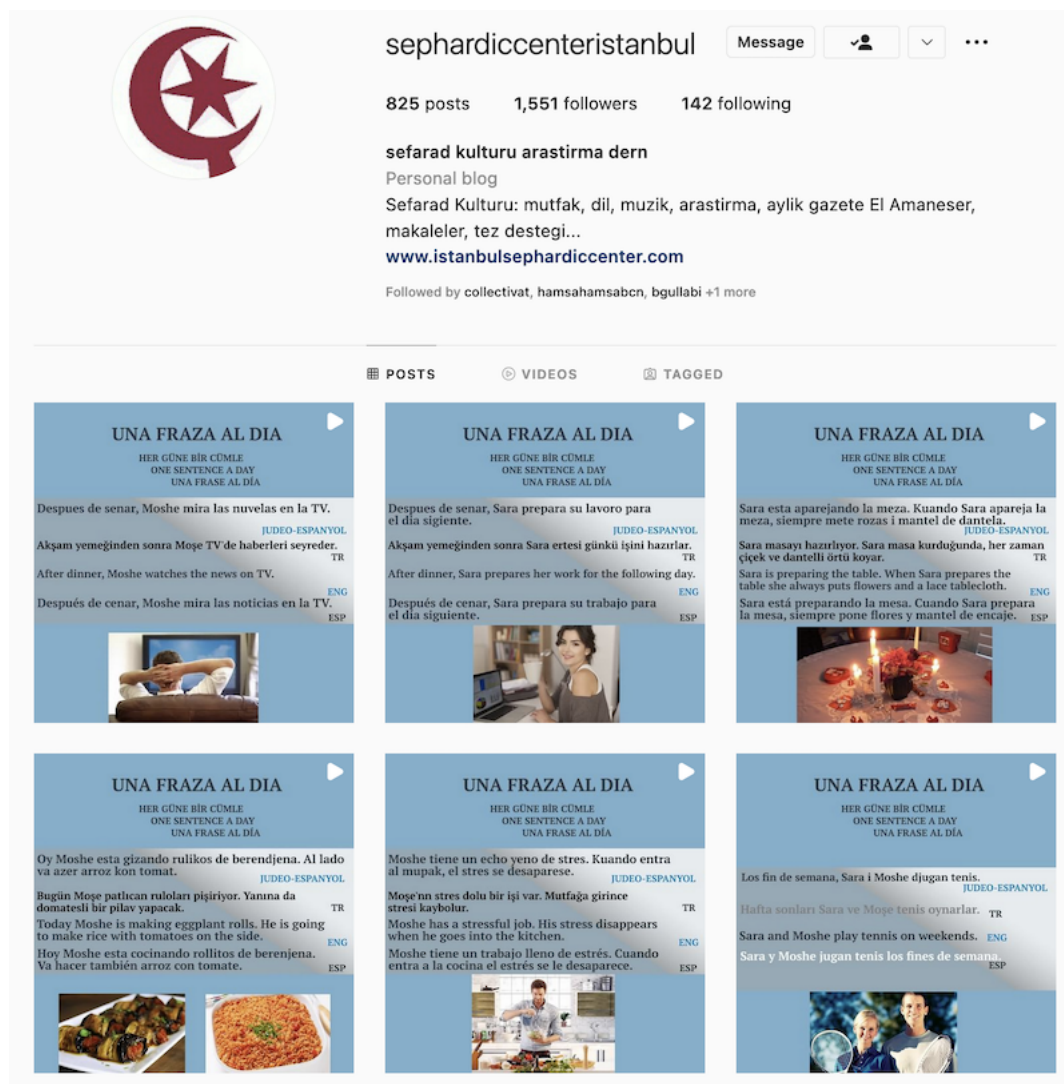 sephardiccenteristanbul
Message
825 posts 1,551 followers 142 following
sefarad kulturu arastirma dern
Personal blog
Sefarad Kulturu: mutfak, dil, muzik, arastirma, aylik gazete El Amaneser,
makaleler, tez destegi...
www.istanbulsephardiccenter.com
Followed by collectivat, hamsahamsabcn, bgullabi +1 more
POSTS VIDEOS TAGGED
UNA FRAZA AL DIA
HER GÜNE BİR CÜMLE
ONE SENTENCE A DAY
UNA FRASE AL DÍA
Despues de senar, Moshe mira las nuvelas en la TV.
JUDEO-ESPANYOL
Akşam yemeğinden sonra Moşe TV'de haberleri seyreder.
TR
After dinner, Moshe watches the news on TV.
ENG
Después de cenar, Moshe mira las noticias en la TV.
ESP
UNA FRAZA AL DIA
HER GÜNE BİR CÜMLE
ONE SENTENCE A DAY
UNA FRASE AL DÍA
Despues de senar, Sara prepara su lavoro para
el dia sigiente.
JUDEO-ESPANYOL
Akşam yemeğinden sonra Sara ertesi günkü işini hazırlar.
TR
After dinner, Sara prepares her work for the following day.
ENG
Después de cenar, Sara prepara su trabajo para
el día siguiente.
ESP
UNA FRAZA AL DIA
HER GÜNE BİR CÜMLE
ONE SENTENCE A DAY
UNA FRASE AL DÍA
Sara esta aparejando la meza. Kuando Sara apareja la
meza, siempre mete rozas i mantel de dantela.
JUDEO-ESPANYOL
Sara masayı hazırlıyor. Sara masa kurduğunda, her zaman
çiçek ve dantelli örtü koyar.
TR
Sara is preparing the table. When Sara prepares the
table she always puts flowers and a lace tablecloth.
ENG
Sara está preparando la mesa. Cuando Sara prepara
la mesa, siempre pone flores y mantel de encaje.
ESP
UNA FRAZA AL DIA
HER GÜNE BİR CÜMLE
ONE SENTENCE A DAY
UNA FRASE AL DÍA
Oy Moshe esta gizando rulikos de berendjena. Al lado
va azer arroz kon tomat.
JUDEO-ESPANYOL
Bugün Moşe patlıcan ruloları pişiriyor. Yanına da
domatesli bir pilav yapacak.
TR
Today Moshe is making eggplant rolls. He is going
to make rice with tomatoes on the side.
ENG
Hoy Moshe esta cocinando rollitos de berenjena.
Va hacer también arroz con tomate.
ESP
UNA FRAZA AL DIA
HER GÜNE BİR CÜMLE
ONE SENTENCE A DAY
UNA FRASE AL DÍA
Moshe tiene un echo yeno de stres. Kuando entra
al mupak, el stres se desaparese.
JUDEO-ESPANYOL
Moşe'nn stres dolu bir işi var. Mutfağa girince
stresi kaybolur.
TR
Moshe has a stressful job. His stress disappears
when he goes into the kitchen.
ENG
Moshe tiene un trabajo lleno de estrés. Cuando
entra a la cocina el estrés se le desaparece.
ESP
UNA FRAZA AL DIA
HER GÜNE BİR CÜMLE
ONE SENTENCE A DAY
UNA FRASE AL DÍA
Los fin de semana, Sara i Moshe djugan tenis.
JUDEO-ESPANYOL
Hafta sonları Sara ve Moşe tenis oynarlar.
TR
Sara and Moshe play tennis on weekends.
ENG
Sara y Moshe jugan tenis los fines de semana.
ESP